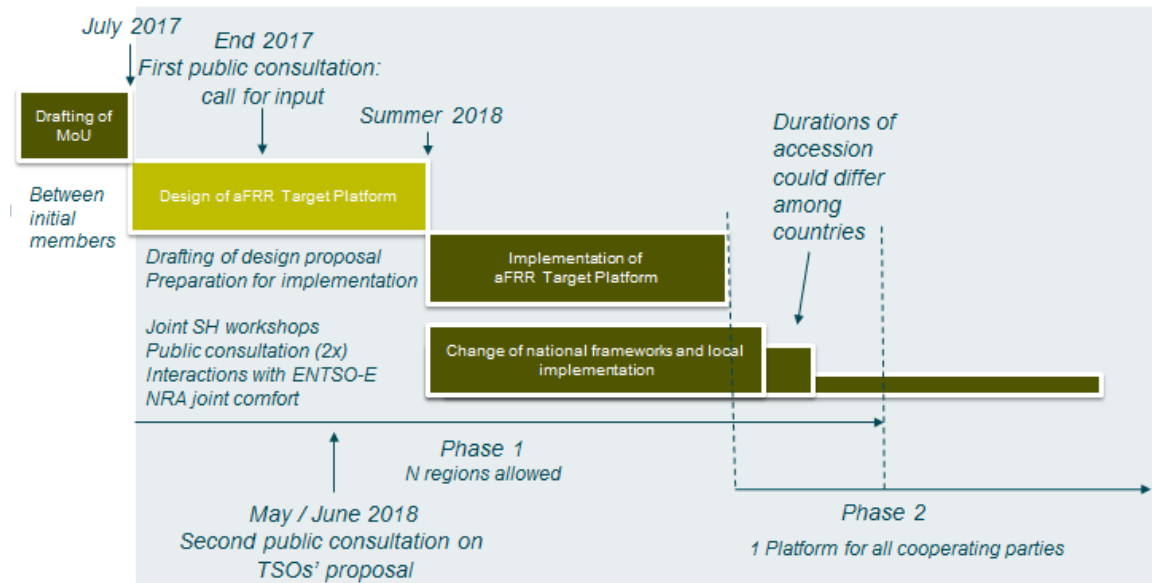 July 2017
End 2017
First public consultation:
call for input
Drafting of
MoU
Summer 2018
Durations of
accession
could differ
among
countries
Between
initial
members
Design of aFRR Target Platform
Drafting of design proposal
Preparation for implementation
Implementation of
aFRR Target Platform
Joint SH workshops
Public consultation (2x)
Interactions with ENTSO-E
NRA joint comfort
Change of national frameworks and local
implementation
Phase 1
N regions allowed
May / June 2018
Second public consultation on
TSOs' proposal
Phase 2
1 Platform for all cooperating parties